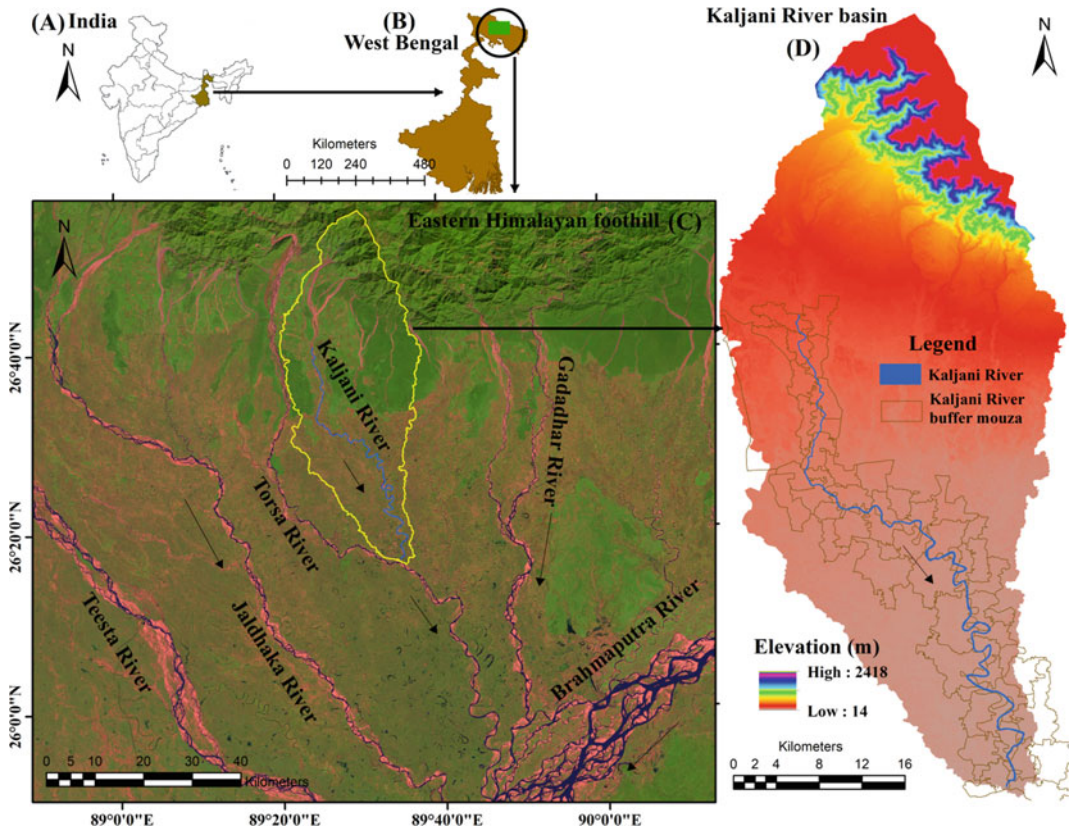 (A) India
N
(B)
West Bengal
N
Kilometers
0 120 240 480
Kaljani River basin
(D)
N
Eastern Himalayan foothill (C)
N
Kaljani River
Gadadhar River
Torsa River
Jaldhaka River
Teesta River
Brahmaputra River
26°40'0"N
26°20'0"N
26°0'0"N
0 5 10 20 30 40
Kilometers
89°0'0"E
89°20'0"E
89°40'0"E
90°0'0"E
Legend
Kaljani River
Kaljani River
buffer mouza
Elevation (m)
High : 2418
Low : 14
Kilometers
0 2 4 8 12 16